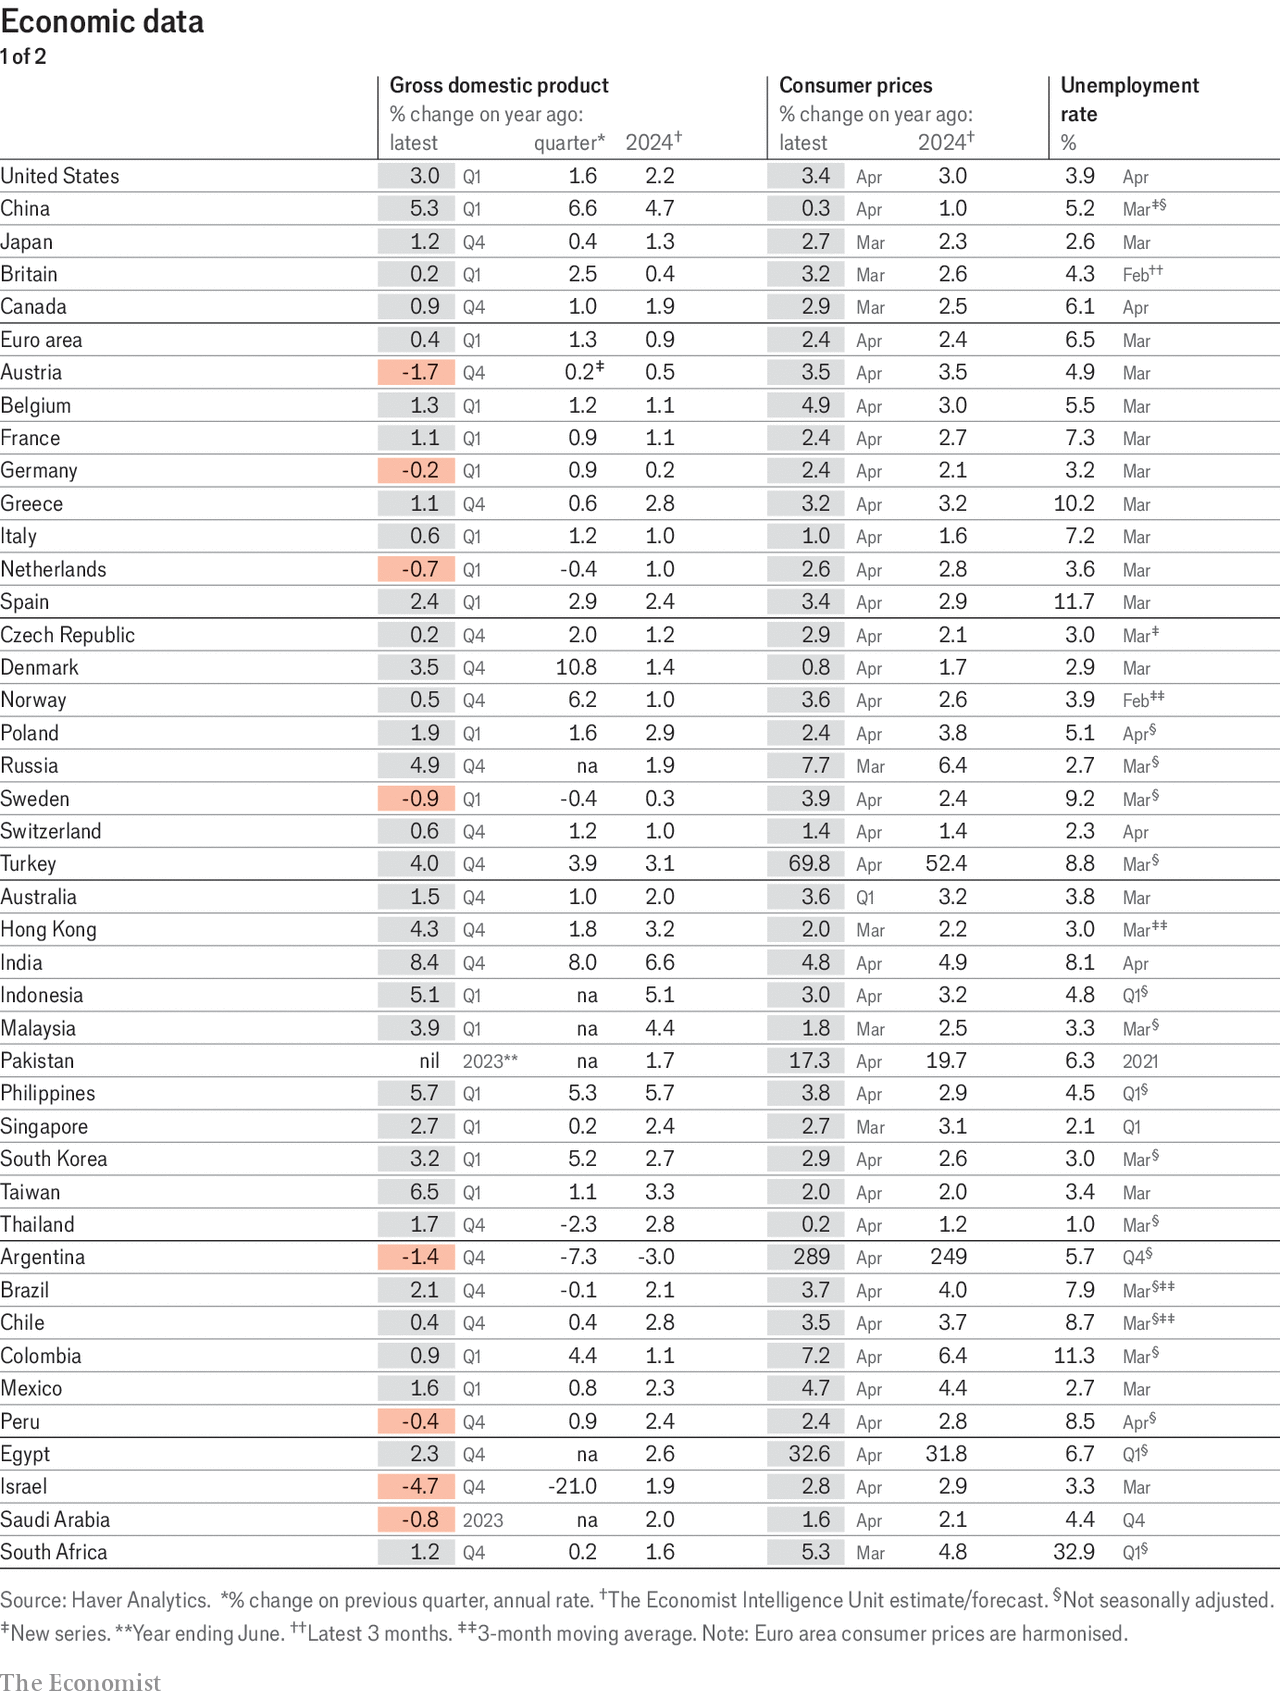 Economic data
1 of 2
Gross domestic product Consumer prices Unemployment
% change on year ago: % change on year ago: rate
latest quarter* 2024† latest 2024† %
United States 3.0 Q1 1.6 2.2 3.4 Apr 3.0 3.9 Apr
China 5.3 Q1 6.6 4.7 0.3 Apr 1.0 5.2 Mar‡§
Japan 1.2 Q4 0.4 1.3 2.7 Mar 2.3 2.6 Mar
Britain 0.2 Q1 2.5 0.4 3.2 Mar 2.6 4.3 Feb††
Canada 0.9 Q4 1.0 1.9 2.9 Mar 2.5 6.1 Apr
Euro area 0.4 Q1 1.3 0.9 2.4 Apr 2.4 6.5 Mar
Austria -1.7 Q4 0.2‡ 0.5 3.5 Apr 3.5 4.9 Mar
Belgium 1.3 Q1 1.2 1.1 4.9 Apr 3.0 5.5 Mar
France 1.1 Q1 0.9 1.1 2.4 Apr 2.7 7.3 Mar
Germany -0.2 Q1 0.9 0.2 2.4 Apr 2.1 3.2 Mar
Greece 1.1 Q4 0.6 2.8 3.2 Apr 3.2 10.2 Mar
Italy 0.6 Q1 1.2 1.0 1.0 Apr 1.6 7.2 Mar
Netherlands -0.7 Q1 -0.4 1.0 2.6 Apr 2.8 3.6 Mar
Spain 2.4 Q1 2.9 2.4 3.4 Apr 2.9 11.7 Mar
Czech Republic 0.2 Q4 2.0 1.2 2.9 Apr 2.1 3.0 Mar‡
Denmark 3.5 Q4 10.8 1.4 0.8 Apr 1.7 2.9 Mar
Norway 0.5 Q4 6.2 1.0 3.6 Apr 2.6 3.9 Feb‡‡
Poland 1.9 Q1 1.6 2.9 2.4 Apr 3.8 5.1 Apr§
Russia 4.9 Q4 na 1.9 7.7 Mar 6.4 2.7 Mar§
Sweden -0.9 Q1 -0.4 0.3 3.9 Apr 2.4 9.2 Mar§
Switzerland 0.6 Q4 1.2 1.0 1.4 Apr 1.4 2.3 Apr
Turkey 4.0 Q4 3.9 3.1 69.8 Apr 52.4 8.8 Mar§
Australia 1.5 Q4 1.0 2.0 3.6 Q1 3.2 3.8 Mar
Hong Kong 4.3 Q4 1.8 3.2 2.0 Mar 2.2 3.0 Mar‡‡
India 8.4 Q4 8.0 6.6 4.8 Apr 4.9 8.1 Apr
Indonesia 5.1 Q1 na 5.1 3.0 Apr 3.2 4.8 Q1§
Malaysia 3.9 Q1 na 4.4 1.8 Mar 2.5 3.3 Mar§
Pakistan nil 2023** na 1.7 17.3 Apr 19.7 6.3 2021
Philippines 5.7 Q1 5.3 5.7 3.8 Apr 2.9 4.5 Q1§
Singapore 2.7 Q1 0.2 2.4 2.7 Mar 3.1 2.1 Q1
South Korea 3.2 Q1 5.2 2.7 2.9 Apr 2.6 3.0 Mar§
Taiwan 6.5 Q1 1.1 3.3 2.0 Apr 2.0 3.4 Mar
Thailand 1.7 Q4 -2.3 2.8 0.2 Apr 1.2 1.0 Mar§
Argentina -1.4 Q4 -7.3 -3.0 289 Apr 249 5.7 Q4§
Brazil 2.1 Q4 -0.1 2.1 3.7 Apr 4.0 7.9 Mar§‡‡
Chile 0.4 Q4 0.4 2.8 3.5 Apr 3.7 8.7 Mar§‡‡
Colombia 0.9 Q1 4.4 1.1 7.2 Apr 6.4 11.3 Mar§
Mexico 1.6 Q1 0.8 2.3 4.7 Apr 4.4 2.7 Mar
Peru -0.4 Q4 0.9 2.4 2.4 Apr 2.8 8.5 Apr§
Egypt 2.3 Q4 na 2.6 32.6 Apr 31.8 6.7 Q1§
Israel -4.7 Q4 -21.0 1.9 2.8 Apr 2.9 3.3 Mar
Saudi Arabia -0.8 2023 na 2.0 1.6 Apr 2.1 4.4 Q4
South Africa 1.2 Q4 0.2 1.6 5.3 Mar 4.8 32.9 Q1§
Source: Haver Analytics. *% change on previous quarter, annual rate. †The Economist Intelligence Unit estimate/forecast. §Not seasonally adjusted.
‡New series. **Year ending June. ††Latest 3 months. ‡‡3-month moving average. Note: Euro area consumer prices are harmonised.
The Economist